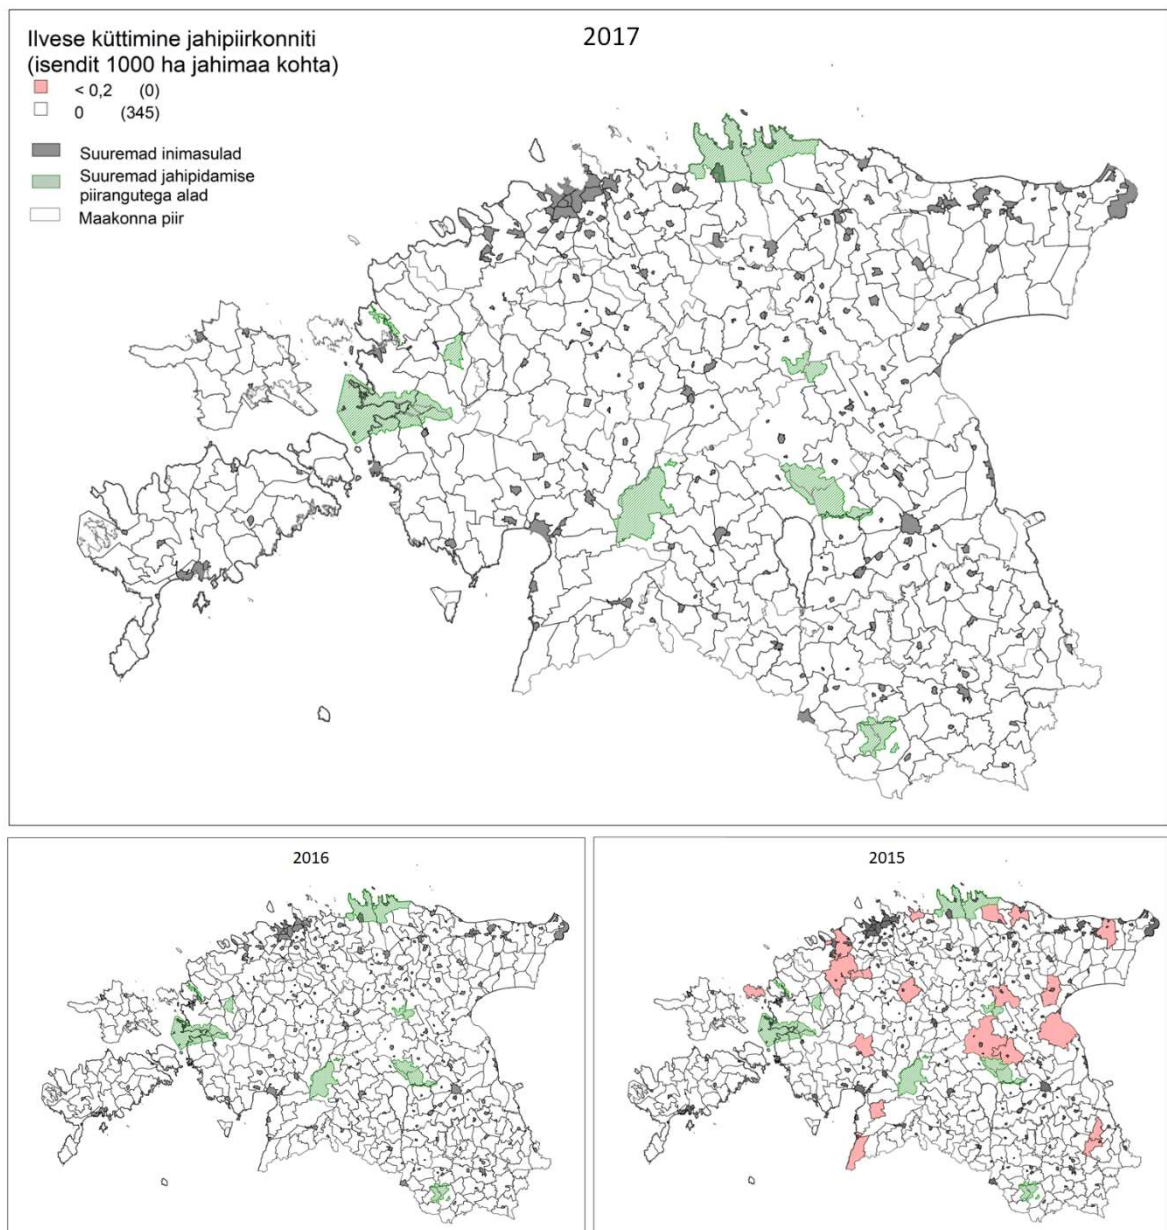 2017
Ilvese küttimine jahipiirkonniti
(isendit 1000 ha jahimaa kohta)
< 0,2 (0)
0 (345)
Suuremad inimasulad
Suuremad jahipidamise
piirangutega alad
Maakonna piir
2016
2015